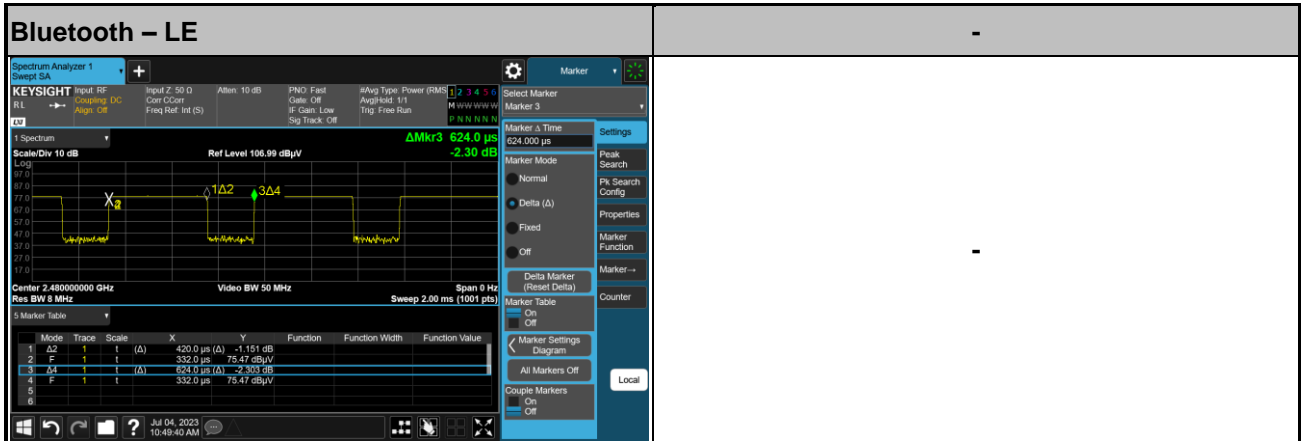 Bluetooth – LE
-
Spectrum Analyzer 1
Swept SA
+
Marker
KEYSIGHT
RL
Input: RF
Coupling: DC
Align: Off
Input Z: 50 Ω
Corr CCorr
Freq Ref: Int (S)
Atten: 10 dB
PNO: Fast
Gate: Off
IF Gain: Low
Sig Track: Off
#Avg Type: Power (RMS
Avg|Hold: 1/1
Trig: Free Run
1 2 3 4 5 6
M W W W W W
P N N N N N
Select Marker
Marker 3
1 Spectrum
ΔMkr3 624.0 µs
-2.30 dB
Scale/Div 10 dB
Ref Level 106.99 dBµV
Log
97.0
87.0
77.0
67.0
57.0
47.0
37.0
27.0
17.0
1Δ2
3Δ4
Center 2.480000000 GHz
Res BW 8 MHz
Video BW 50 MHz
Span 0 Hz
Sweep 2.00 ms (1001 pts)
5 Marker Table
Mode Trace Scale X Y Function Function Width Function Value
1 Δ2 1 t (Δ) 420.0 µs (Δ) -1.151 dB
2 F 1 t 332.0 µs 75.47 dBµV
3 Δ4 1 t (Δ) 624.0 µs (Δ) -2.303 dB
4 F 1 t 332.0 µs 75.47 dBµV
5
6
Marker Δ Time
624.000 µs
Marker Mode
Normal
Delta (Δ)
Fixed
Off
Delta Marker
(Reset Delta)
Marker Table
On
Off
Marker Settings
Diagram
All Markers Off
Couple Markers
On
Off
Settings
Peak
Search
Pk Search
Config
Properties
Marker
Function
Marker→
Counter
Local
?
Jul 04, 2023
10:49:40 AM
-